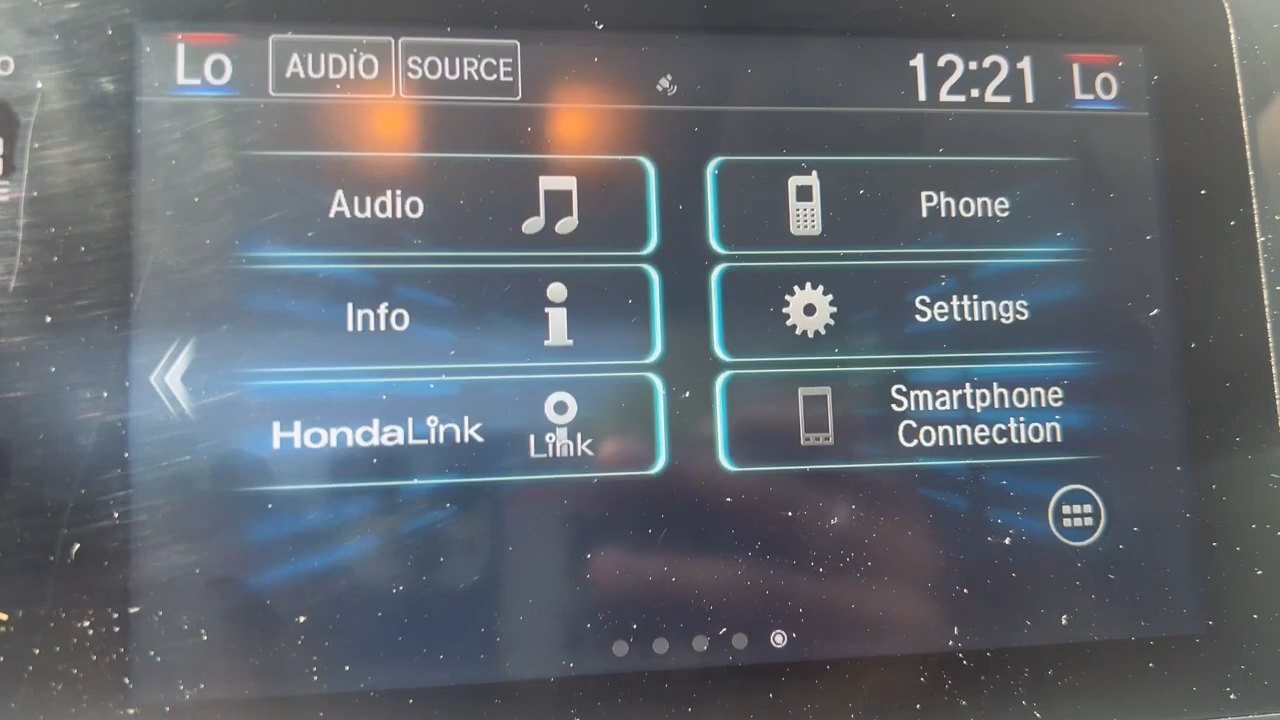 Lo AUDIO SOURCE 12:21 Lo
Audio
Phone
Info
Settings
HondaLink
Link
Smartphone
Connection